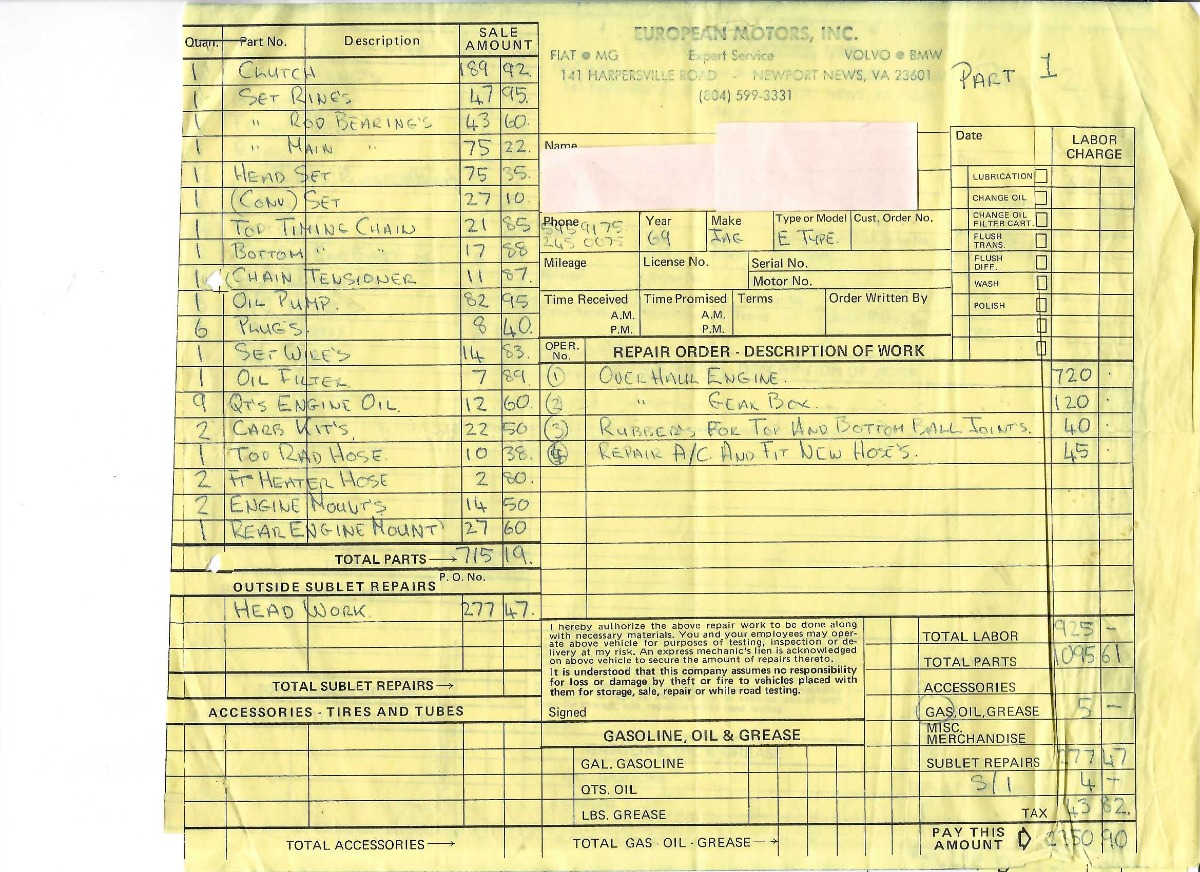 EUROPEAN MOTORS, INC.
FIAT ● MG Expert Service VOLVO ● BMW
141 HARPERSVILLE ROAD - NEWPORT NEWS, VA 23601
(804) 599-3331
PART 1
Quan. Part No. Description SALE AMOUNT
1 CLUTCH 189 92
1 SET RING'S 47 95.
1 " ROD BEARING'S 43 60.
1 " MAIN " 75 22.
1 HEAD SET 75 35.
1 (CONV) SET 27 10.
1 TOP TIMING CHAIN 21 85
1 BOTTOM " " 17 88
1 (CHAIN TENSIONER 11 87.
1 OIL PUMP. 82 95
6 PLUG'S. 8 40.
1 SET WIRE'S 14 83.
1 OIL FILTER 7 89.
9 QT'S ENGINE OIL. 12 60.
2 CARB KIT'S. 22 50
1 TOP RAD HOSE. 10 38.
2 FT HEATER HOSE 2 80.
2 ENGINE MOUNT'S 14 50
1 REAR ENGINE MOUNT 27 60
TOTAL PARTS 715 19.
OUTSIDE SUBLET REPAIRS P. O. No.
HEAD WORK. 277 47.
TOTAL SUBLET REPAIRS
ACCESSORIES - TIRES AND TUBES
TOTAL ACCESSORIES
Name
Phone 9175
245 0075
Year 69
Make JAG
Type or Model E TYPE.
Cust. Order No.
Mileage License No. Serial No.
Motor No.
Time Received A.M. P.M.
Time Promised A.M. P.M.
Terms
Order Written By
Date LABOR CHARGE
LUBRICATION
CHANGE OIL
CHANGE OIL FILTER CART.
FLUSH TRANS.
FLUSH DIFF.
WASH
POLISH
OPER. No. REPAIR ORDER - DESCRIPTION OF WORK
1 OVERHAUL ENGINE. 720 .
2 " GEAR BOX. 120 .
3 RUBBER'S FOR TOP AND BOTTOM BALL JOINTS. 40 .
4 REPAIR A/C. AND FIT NEW HOSE'S. 45 .
I hereby authorize the above repair work to be done along
with necessary materials. You and your employees may oper-
ate above vehicle for purposes of testing, inspection or de-
livery at my risk. An express mechanic's lien is acknowledged
on above vehicle to secure the amount of repairs thereto.
It is understood that this company assumes no responsibility
for loss or damage by theft or fire to vehicles placed with
them for storage, sale, repair or while road testing.
Signed
GASOLINE, OIL & GREASE
GAL. GASOLINE
QTS. OIL
LBS. GREASE
TOTAL GAS - OIL - GREASE
TOTAL LABOR 925 -
TOTAL PARTS 1095 61
ACCESSORIES
GAS, OIL, GREASE 5 -
MISC. MERCHANDISE
SUBLET REPAIRS 277 47
S/I 4 -
TAX 43 82.
PAY THIS AMOUNT 2350 90